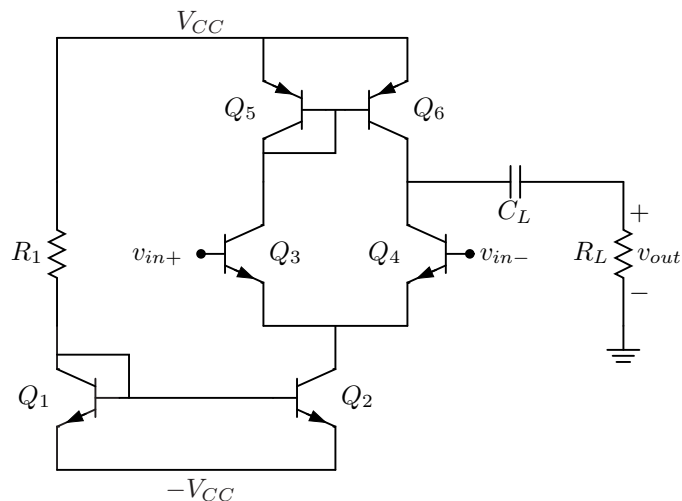 V_{CC}
Q_5
Q_6
C_L
+
R_1
v_{in+}
Q_3
Q_4
v_{in-}
R_L
v_{out}
−
Q_1
Q_2
−V_{CC}